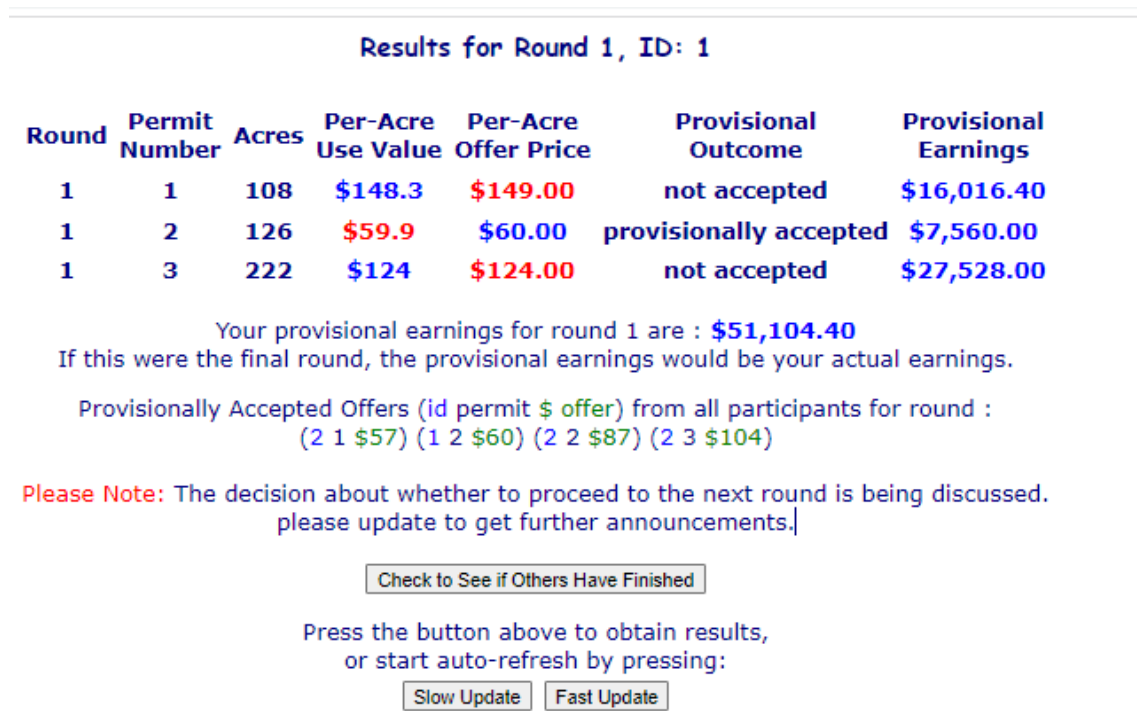 Results for Round 1, ID: 1
Round Permit Number Acres Per-Acre Use Value Per-Acre Offer Price Provisional Outcome Provisional Earnings
1 1 108 $148.3 $149.00 not accepted $16,016.40
1 2 126 $59.9 $60.00 provisionally accepted $7,560.00
1 3 222 $124 $124.00 not accepted $27,528.00
Your provisional earnings for round 1 are : $51,104.40
If this were the final round, the provisional earnings would be your actual earnings.
Provisionally Accepted Offers (id permit $ offer) from all participants for round :
(2 1 $57) (1 2 $60) (2 2 $87) (2 3 $104)
Please Note: The decision about whether to proceed to the next round is being discussed.
please update to get further announcements.
Check to See if Others Have Finished
Press the button above to obtain results,
or start auto-refresh by pressing:
Slow Update Fast Update